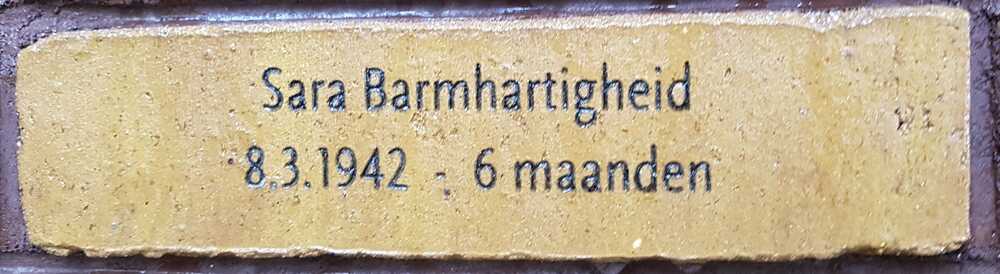 Sara Barmhartigheid
8.3.1942 - 6 maanden